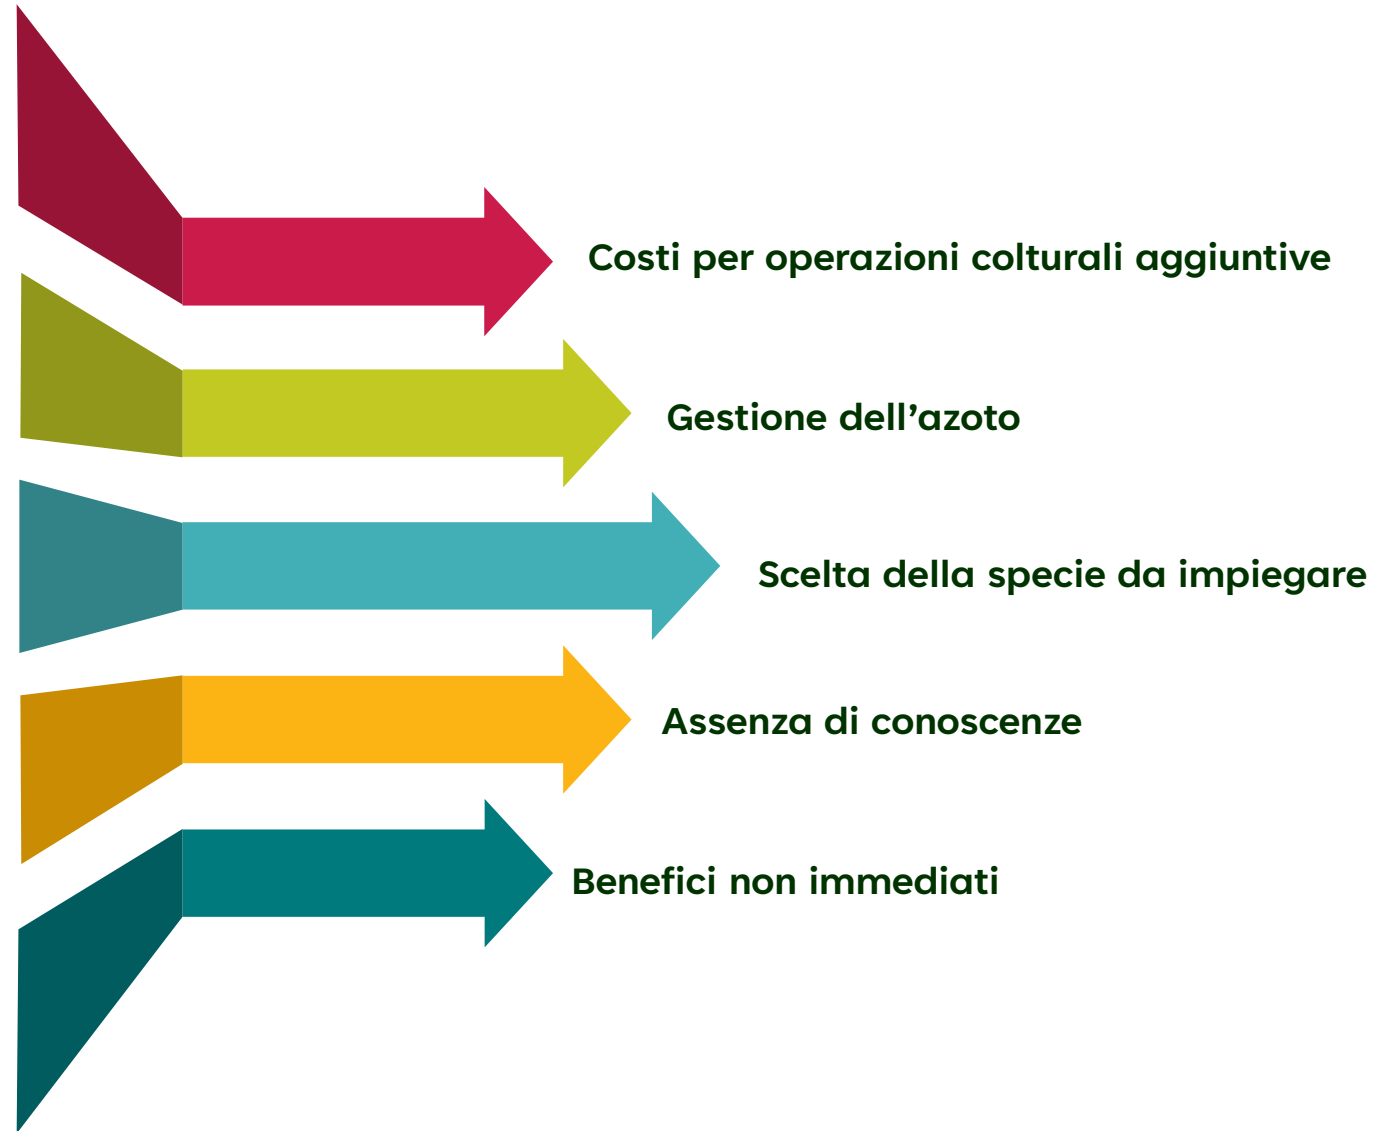 Costi per operazioni colturali aggiuntive
Gestione dell’azoto
Scelta della specie da impiegare
Assenza di conoscenze
Benefici non immediati